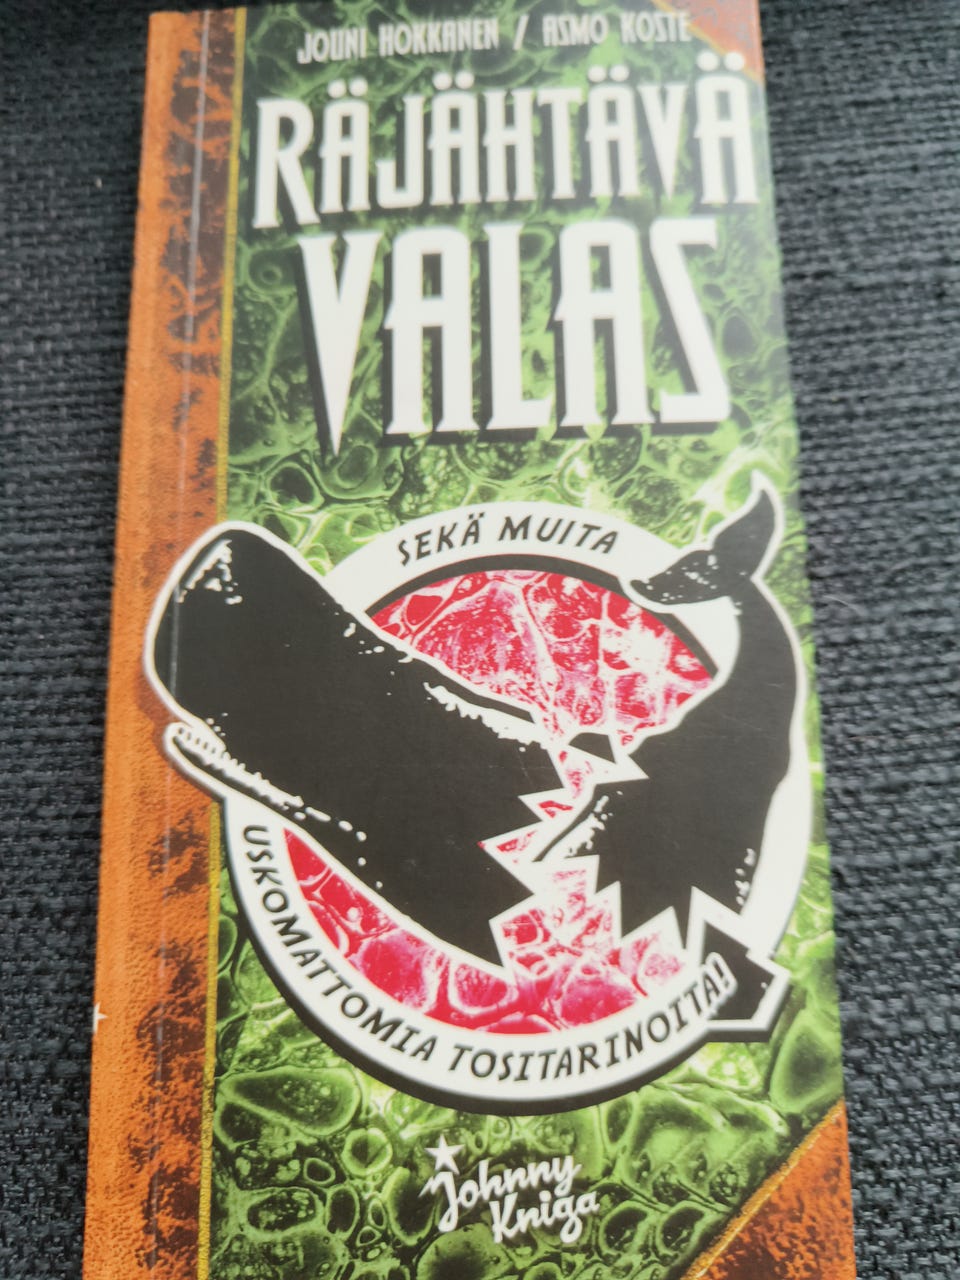 JOUNI HOKKANEN / ASMO KOSTE
RÄJÄHTÄVÄ
VALAS
SEKÄ MUITA
USKOMATTOMIA TOSITARINOITA!
Johnny
Kniga